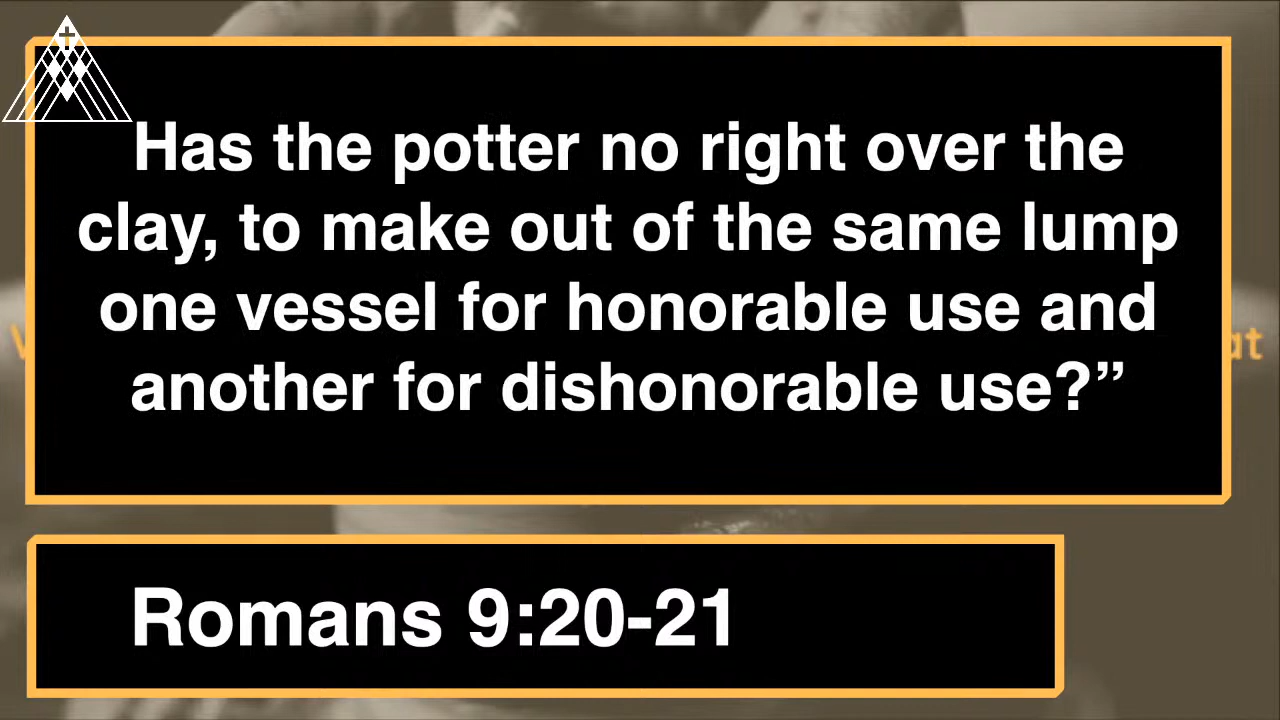 Has the potter no right over the
clay, to make out of the same lump
one vessel for honorable use and
another for dishonorable use?”
Romans 9:20-21